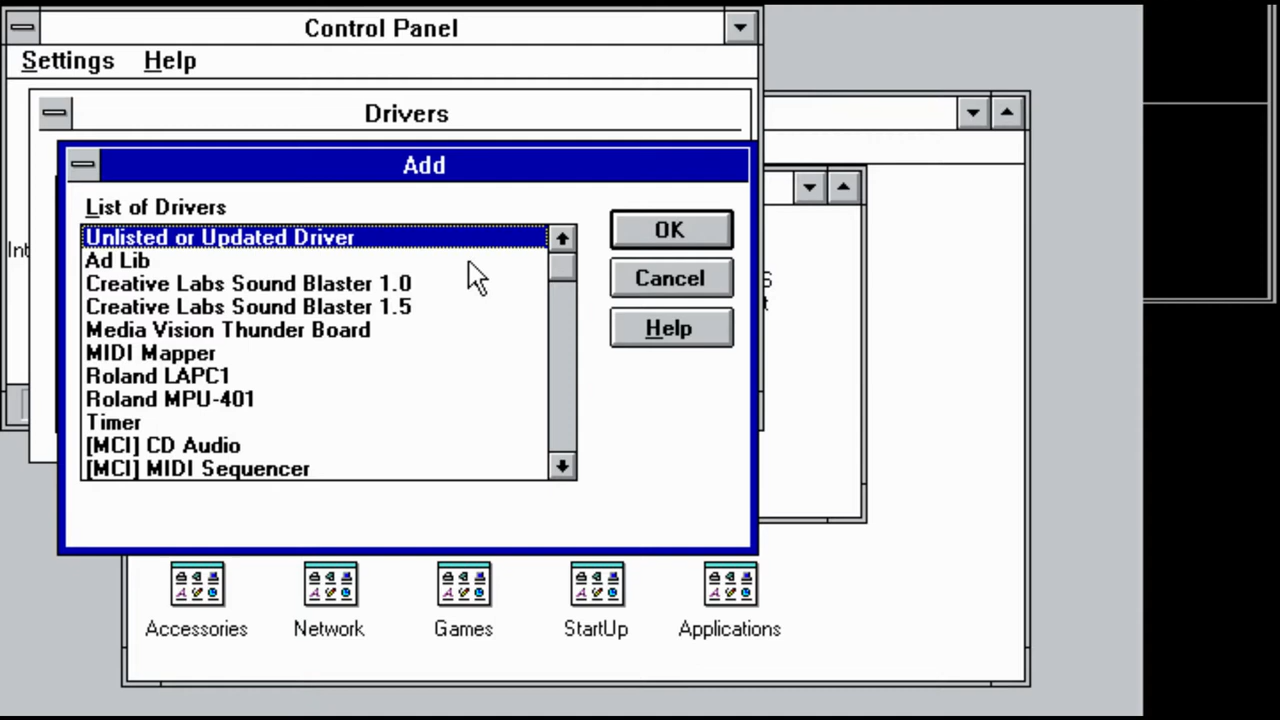 Control Panel
Settings Help
Drivers
Add
List of Drivers
Unlisted or Updated Driver
Ad Lib
Creative Labs Sound Blaster 1.0
Creative Labs Sound Blaster 1.5
Media Vision Thunder Board
MIDI Mapper
Roland LAPC1
Roland MPU-401
Timer
[MCI] CD Audio
[MCI] MIDI Sequencer
OK
Cancel
Help
Int
Accessories Network Games StartUp Applications